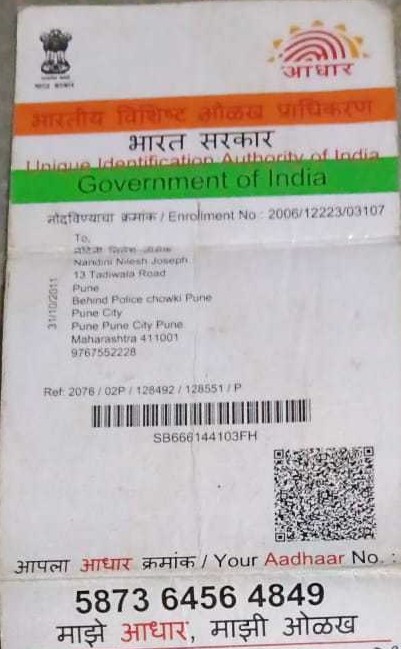 आधार
भारतीय विशिष्ट ओळख प्राधिकरण
भारत सरकार
Unique Identification Authority of India
Government of India
नोंदविण्याचा क्रमांक / Enrollment No : 2006/12223/03107
To,
Nandini Nilesh Joseph
13 Tadiwala Road
Pune
Behind Police chowki Pune
Pune City
Pune Pune City Pune
Maharashtra 411001
9767552228
31/10/2011
Ref: 2076 / 02P / 128492 / 128551 / P
SB666144103FH
आपला आधार क्रमांक / Your Aadhaar No. :
5873 6456 4849
माझे आधार, माझी ओळख